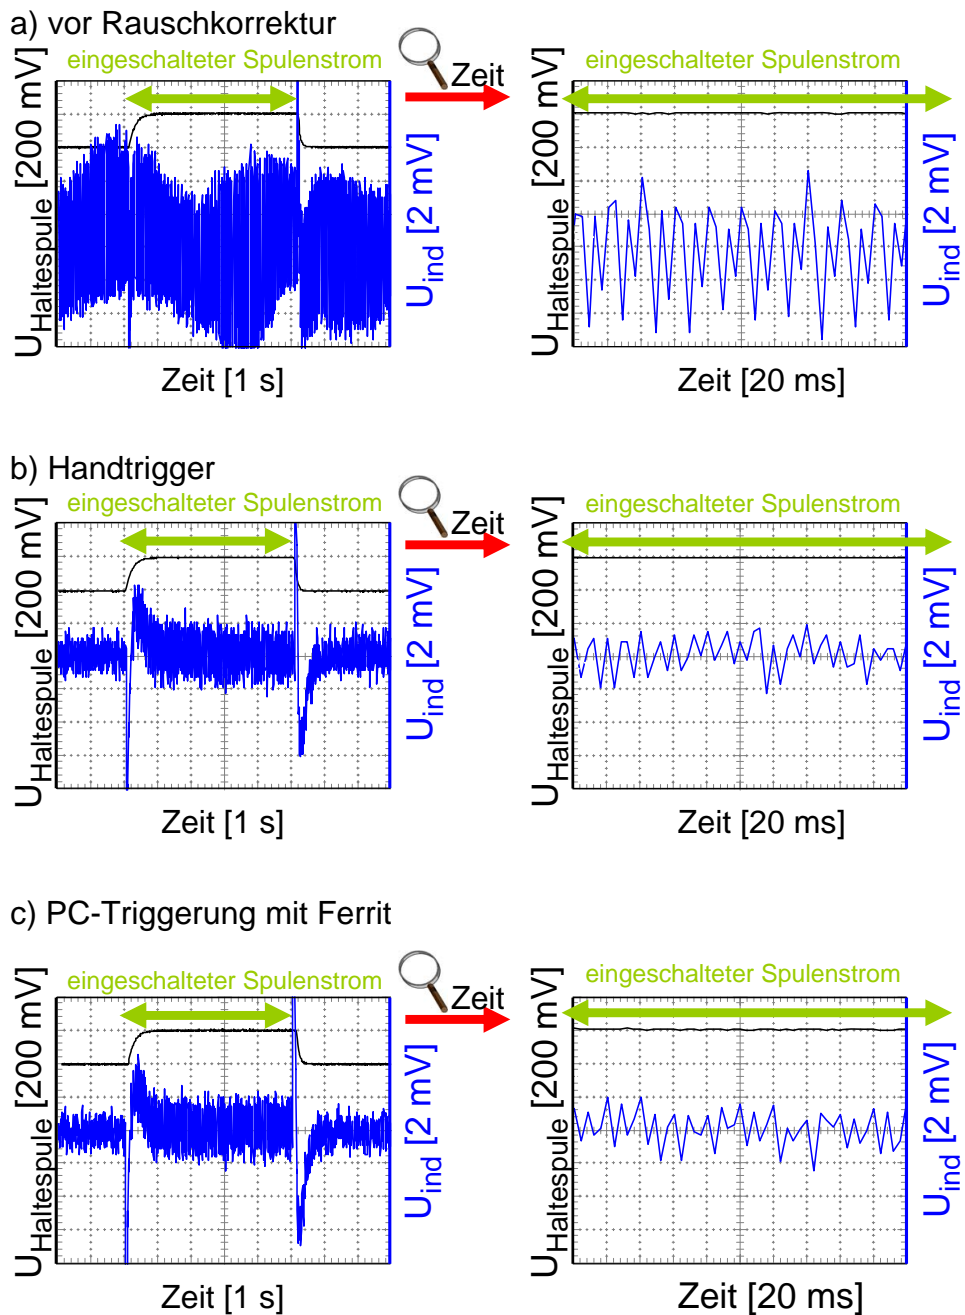 a) vor Rauschkorrektur
eingeschalteter Spulenstrom
Zeit
eingeschalteter Spulenstrom
U_Haltespule [200 mV]
U_ind [2 mV]
U_Haltespule [200 mV]
U_ind [2 mV]
Zeit [1 s]
Zeit [20 ms]
b) Handtrigger
eingeschalteter Spulenstrom
Zeit
eingeschalteter Spulenstrom
U_Haltespule [200 mV]
U_ind [2 mV]
U_Haltespule [200 mV]
U_ind [2 mV]
Zeit [1 s]
Zeit [20 ms]
c) PC-Triggerung mit Ferrit
eingeschalteter Spulenstrom
Zeit
eingeschalteter Spulenstrom
U_Haltespule [200 mV]
U_ind [2 mV]
U_Haltespule [200 mV]
U_ind [2 mV]
Zeit [1 s]
Zeit [20 ms]